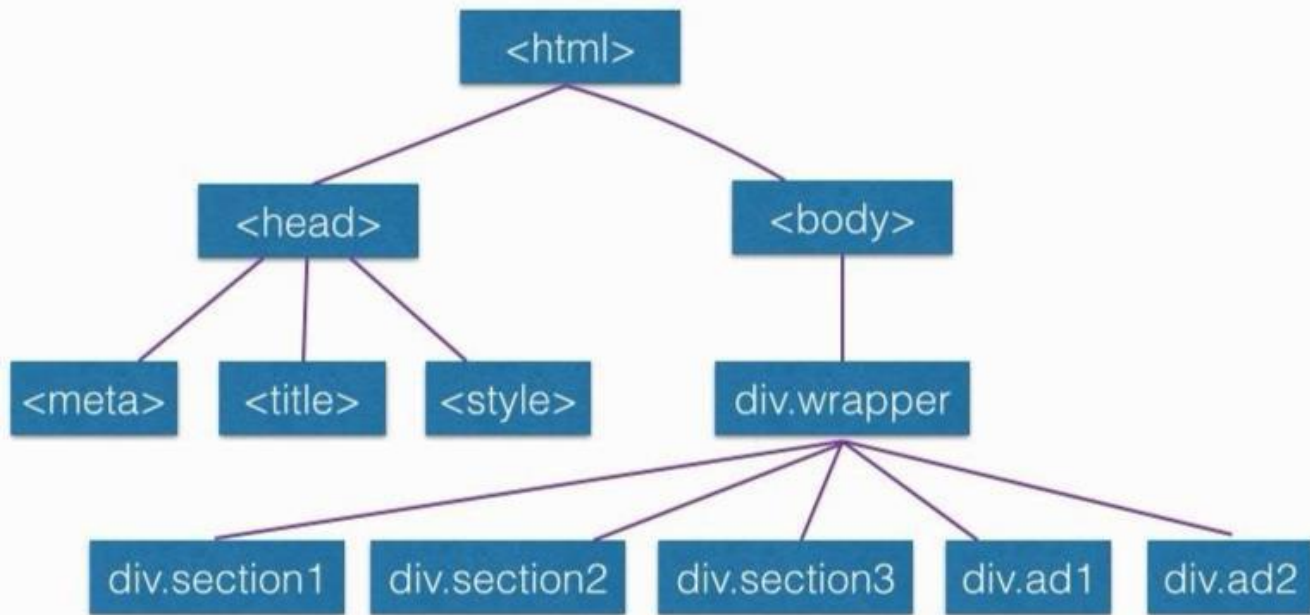 <html>
<head>
<body>
<meta>
<title>
<style>
div.wrapper
div.section1
div.section2
div.section3
div.ad1
div.ad2